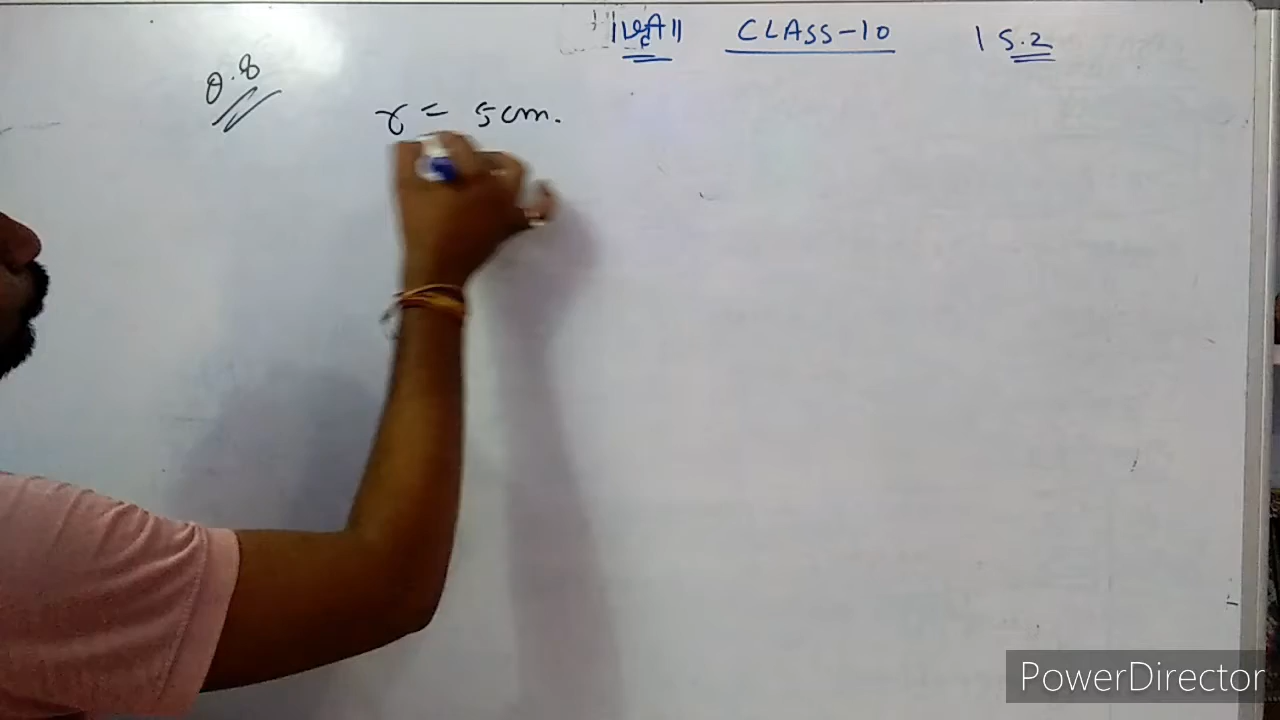 CLASS-10 15.2
Q.8
r = 5cm.
PowerDirector